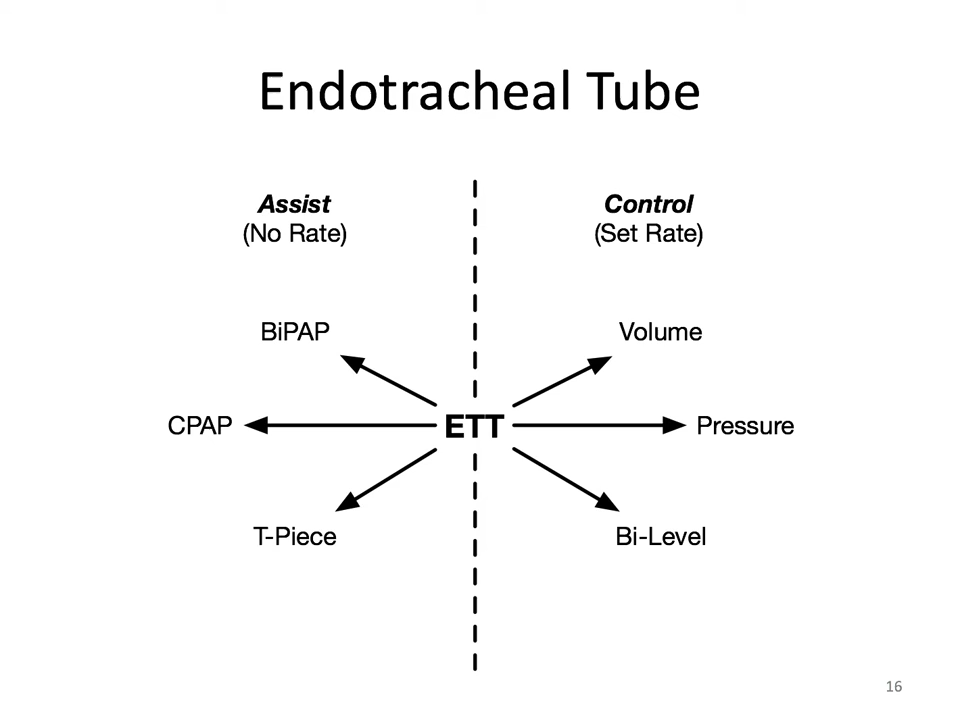 Endotracheal Tube
Assist
(No Rate)
Control
(Set Rate)
BiPAP
Volume
CPAP
ETT
Pressure
T-Piece
Bi-Level
16